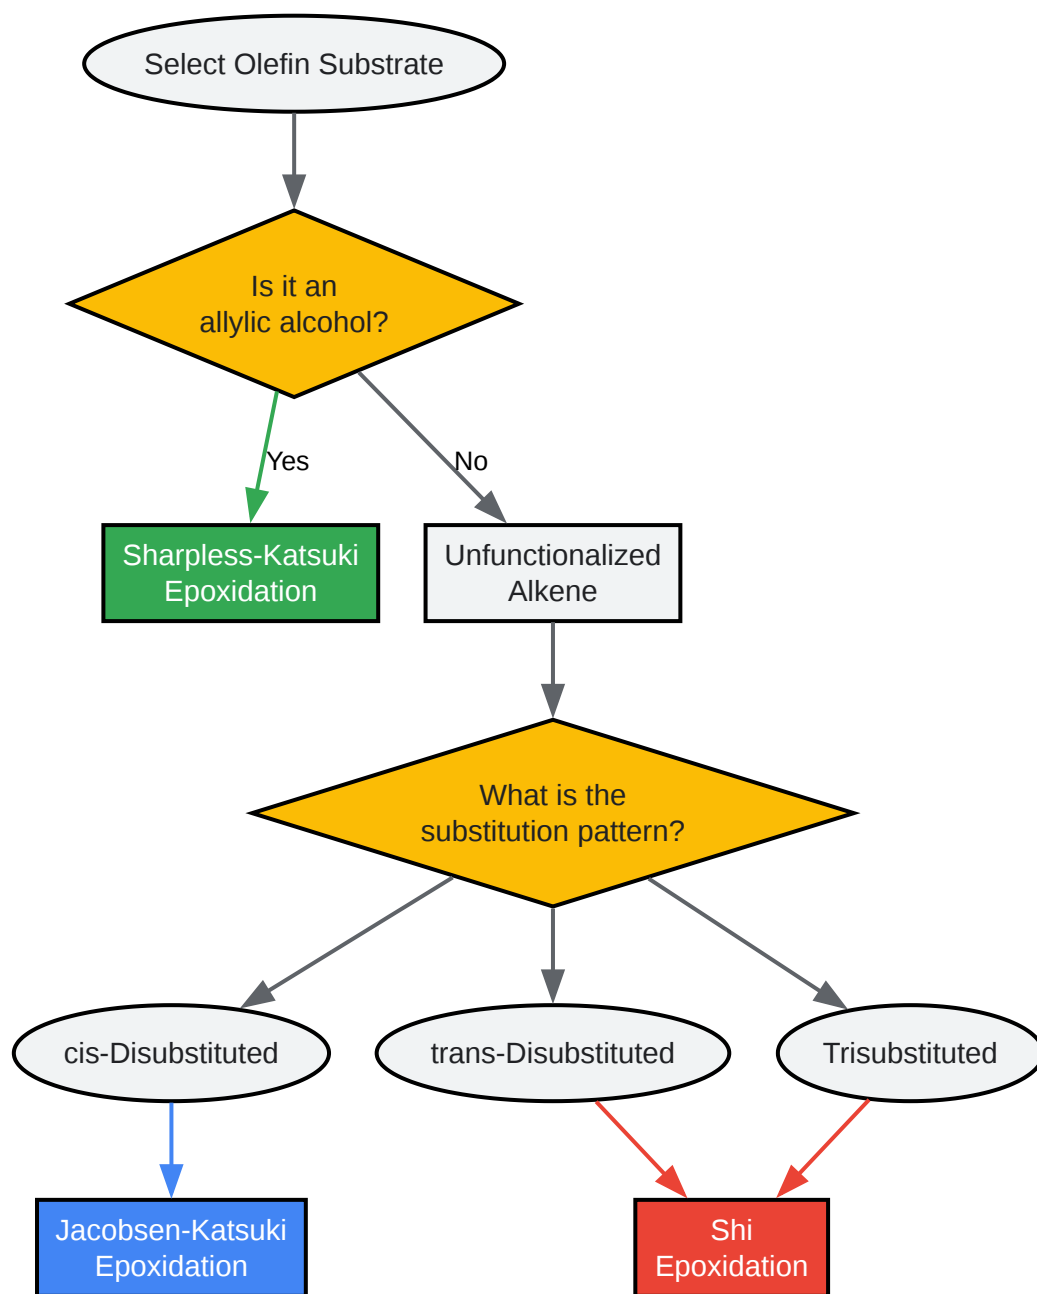 Select Olefin Substrate
Is it an
allylic alcohol?
Yes
No
Sharpless-Katsuki
Epoxidation
Unfunctionalized
Alkene
What is the
substitution pattern?
cis-Disubstituted
trans-Disubstituted
Trisubstituted
Jacobsen-Katsuki
Epoxidation
Shi
Epoxidation